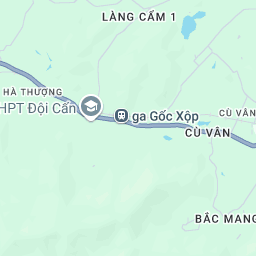 LÀNG CẨM 1
HÀ THƯỢNG
HPT Đội Cấn
ga Gốc Xộp
CÙ VÂN
CÙ VÂN
BẮC MANG